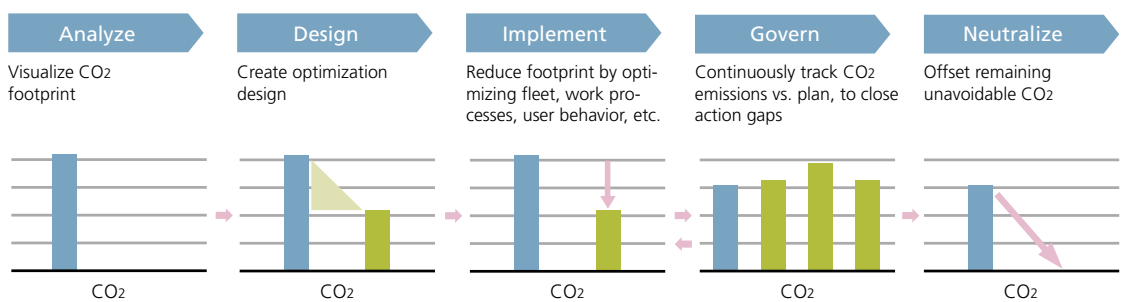 Analyze
Design
Implement
Govern
Neutralize
Visualize CO2
footprint
Create optimization
design
Reduce footprint by opti-
mizing fleet, work pro-
cesses, user behavior, etc.
Continuously track CO2
emissions vs. plan, to close
action gaps
Offset remaining
unavoidable CO2
CO2
CO2
CO2
CO2
CO2